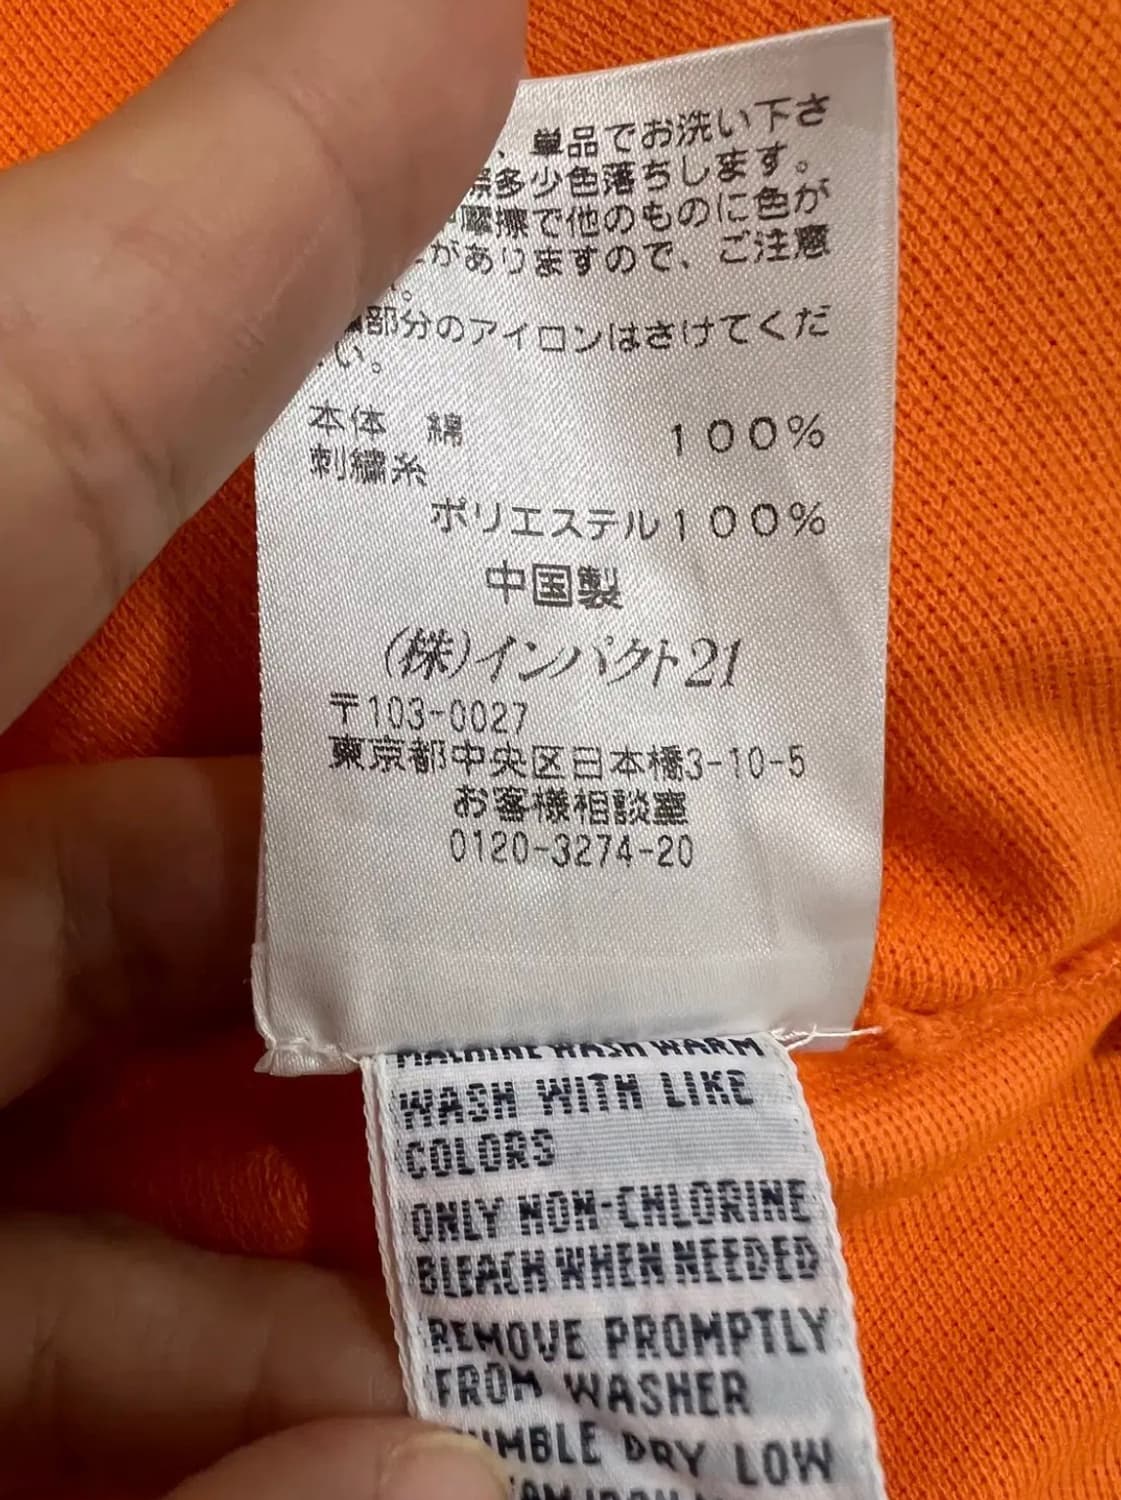 、単品でお洗い下さ
際多少色落ちします。
摩擦で他のものに色が
がありますので、ご注意
。
部分のアイロンはさけてくだ
い。
本体　綿　１００％
刺繍糸
ポリエステル１００％
中国製
(株)インパクト21
〒103-0027
東京都中央区日本橋3-10-5
お客様相談室
0120-3274-20
MACHINE WASH WARM
WASH WITH LIKE
COLORS
ONLY NON-CHLORINE
BLEACH WHEN NEEDED
REMOVE PROMPTLY
FROM WASHER
TUMBLE DRY LOW